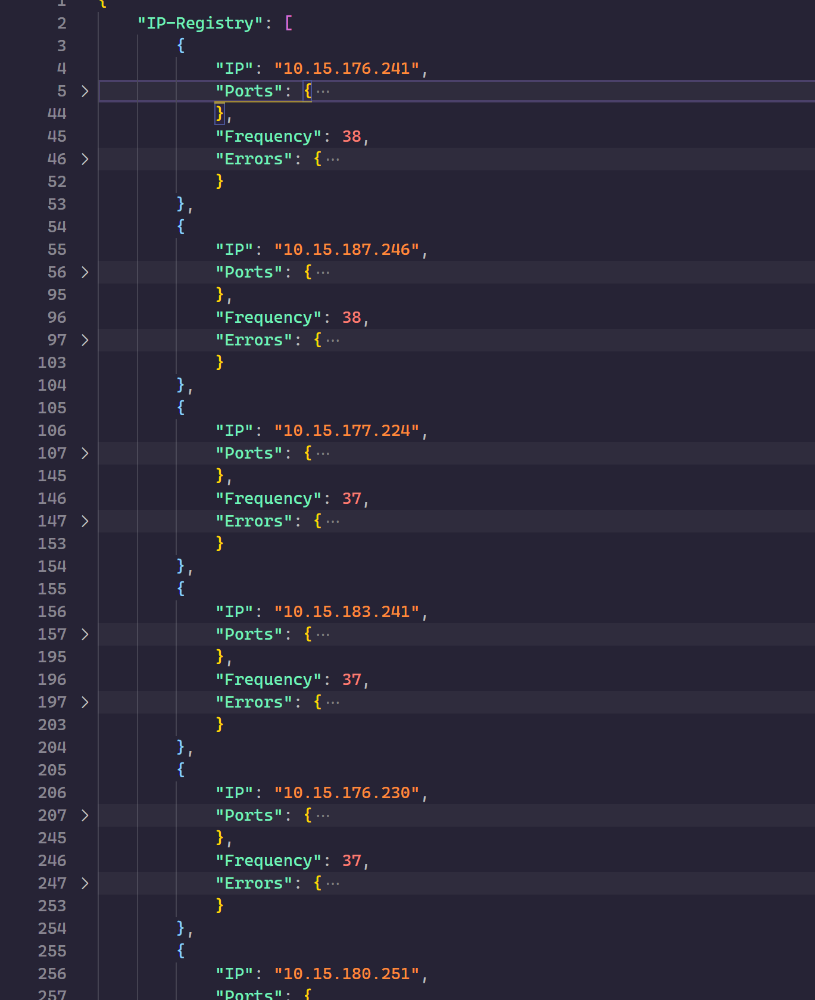 1 {
2 "IP-Registry": [
3 {
4 "IP": "10.15.176.241",
5 > "Ports": { ···
44 },
45 "Frequency": 38,
46 > "Errors": { ···
52 }
53 },
54 {
55 "IP": "10.15.187.246",
56 > "Ports": { ···
95 },
96 "Frequency": 38,
97 > "Errors": { ···
103 }
104 },
105 {
106 "IP": "10.15.177.224",
107 > "Ports": { ···
145 },
146 "Frequency": 37,
147 > "Errors": { ···
153 }
154 },
155 {
156 "IP": "10.15.183.241",
157 > "Ports": { ···
195 },
196 "Frequency": 37,
197 > "Errors": { ···
203 }
204 },
205 {
206 "IP": "10.15.176.230",
207 > "Ports": { ···
245 },
246 "Frequency": 37,
247 > "Errors": { ···
253 }
254 },
255 {
256 "IP": "10.15.180.251",
257 "Ports": {